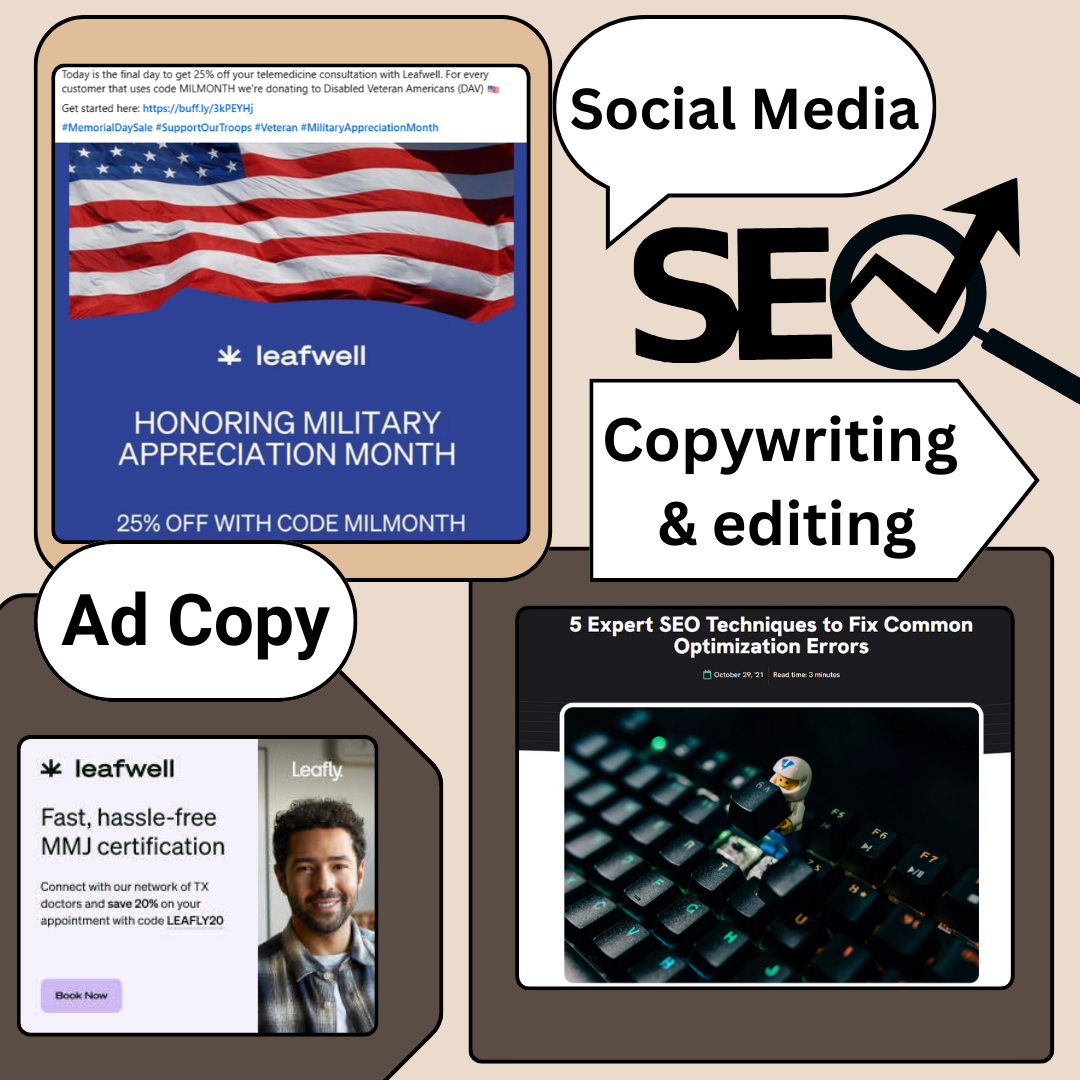 Today is the final day to get 25% off your telemedicine consultation with Leafwell. For every
customer that uses code MILMONTH we're donating to Disabled Veteran Americans (DAV) 🇺🇸
Get started here: https://buff.ly/3kPEYHj
#MemorialDaySale #SupportOurTroops #Veteran #MilitaryAppreciationMonth
leafwell
HONORING MILITARY
APPRECIATION MONTH
25% OFF WITH CODE MILMONTH
Social Media
SEO
Copywriting
& editing
Ad Copy
leafwell
Leafly.
Fast, hassle-free
MMJ certification
Connect with our network of TX
doctors and save 20% on your
appointment with code LEAFLY20
Book Now
5 Expert SEO Techniques to Fix Common
Optimization Errors
October 29, '21
Read time: 3 minutes
F5
F6
F7
R
T
D
F
G
H
C
V
U
H
J